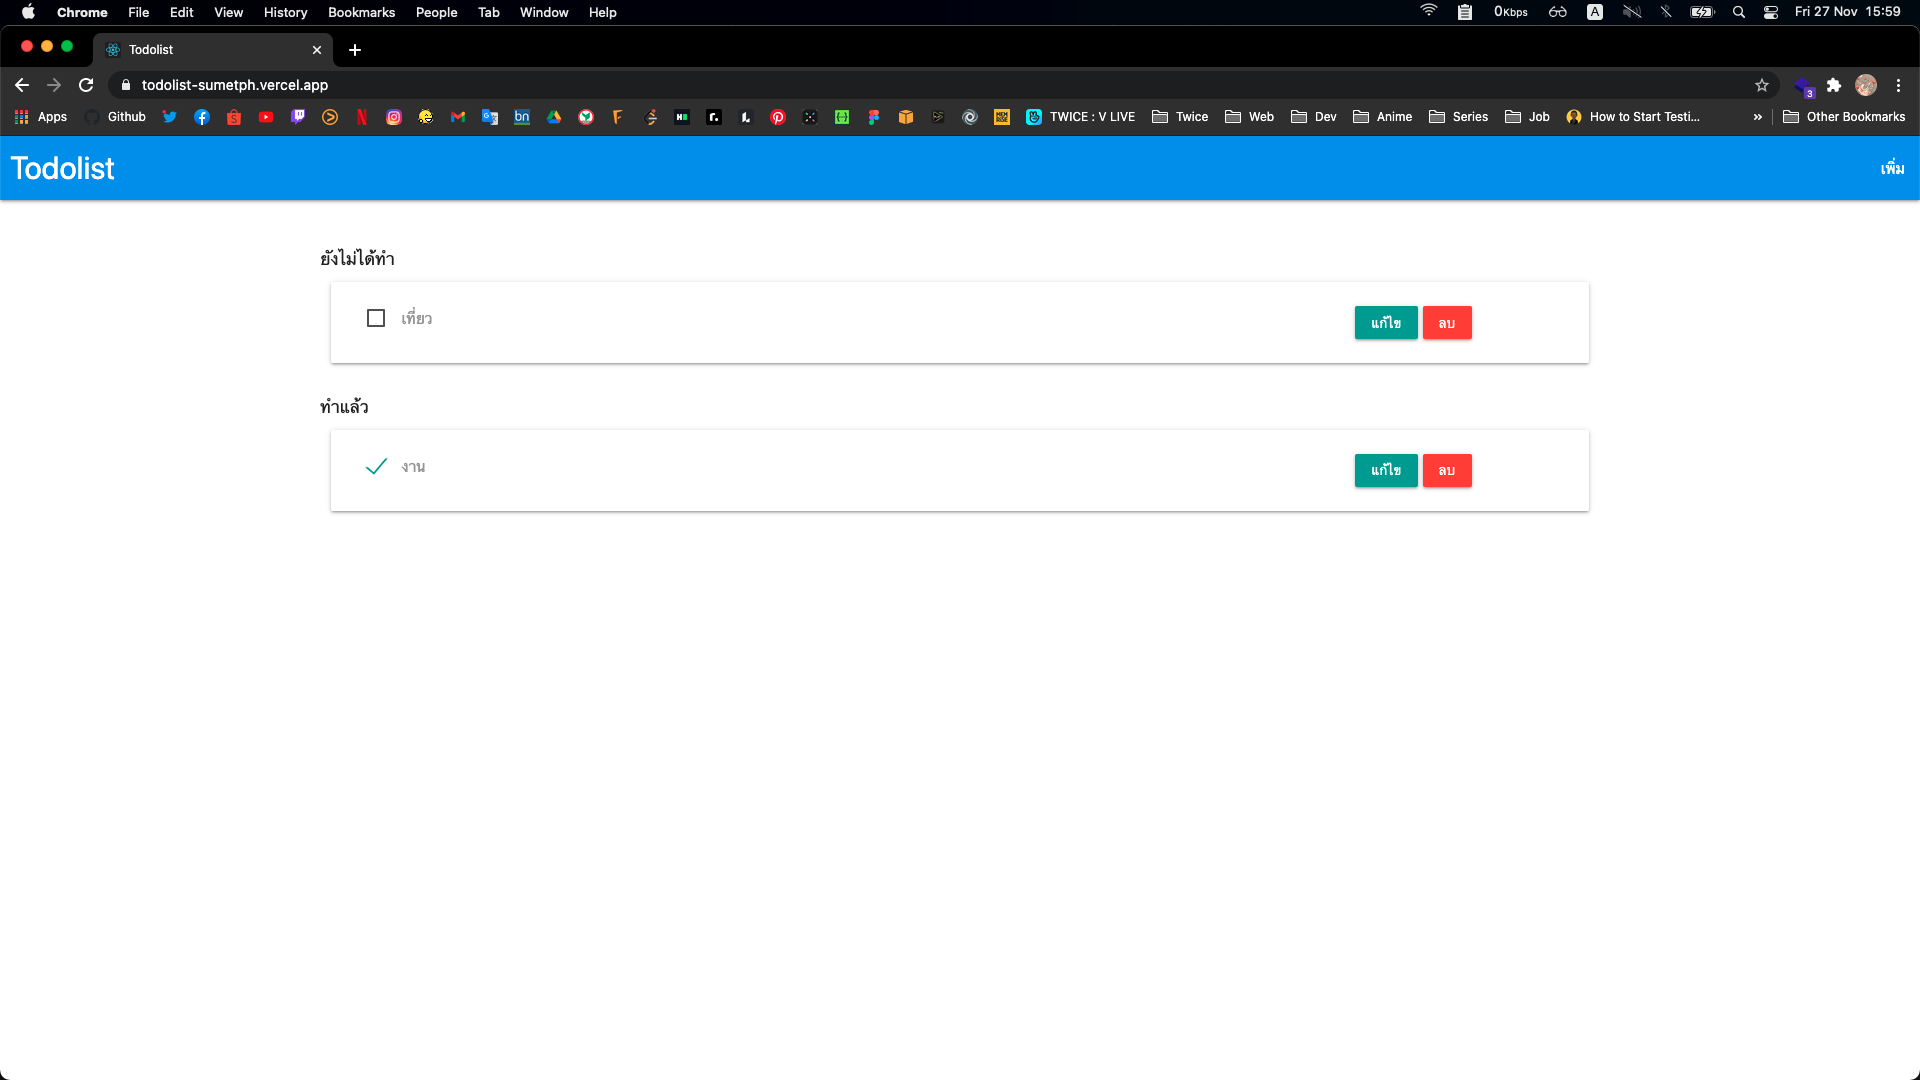 Chrome File Edit View History Bookmarks People Tab Window Help 0Kbps A Fri 27 Nov 15:59
Todolist
todolist-sumetph.vercel.app 3
Apps Github bn TWICE : V LIVE Twice Web Dev Anime Series Job How to Start Testi... » Other Bookmarks
Todolist เพิ่ม
ยังไม่ได้ทำ
เที่ยว แก้ไข ลบ
ทำแล้ว
งาน แก้ไข ลบ